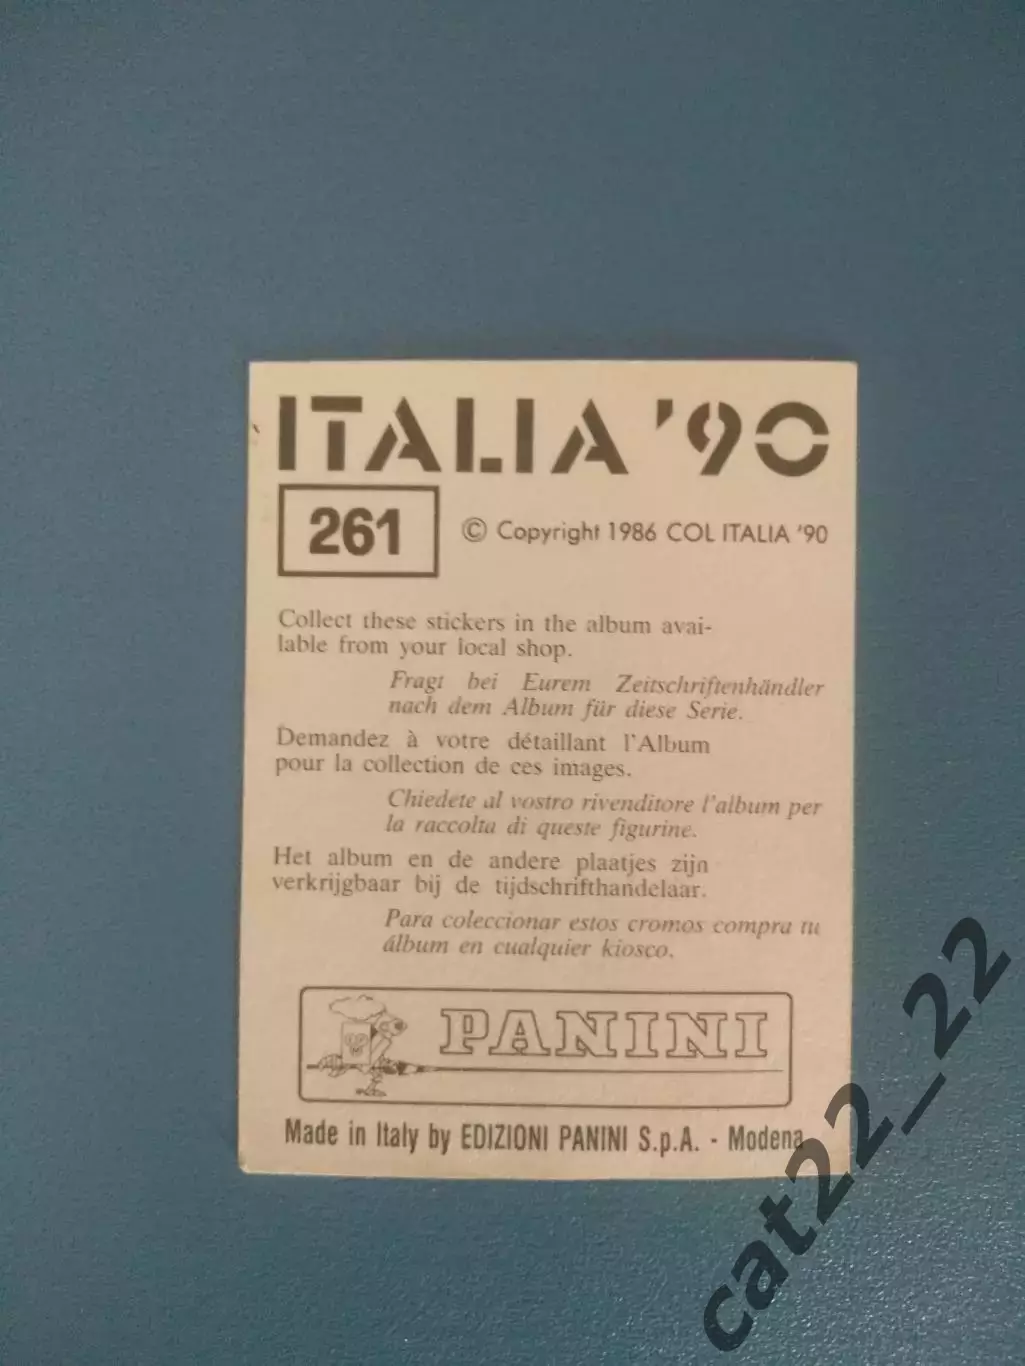 ITALIA '90
261
© Copyright 1986 COL ITALIA '90
Collect these stickers in the album avai-
lable from your local shop.
Fragt bei Eurem Zeitschriftenhändler
nach dem Album für diese Serie.
Demandez à votre détaillant l'Album
pour la collection de ces images.
Chiedete al vostro rivenditore l'album per
la raccolta di queste figurine.
Het album en de andere plaatjes zijn
verkrijgbaar bij de tijdschrifthandelaar.
Para coleccionar estos cromos compra tu
álbum en cualquier kiosco.
PANINI
Made in Italy by EDIZIONI PANINI S.p.A. - Modena
cat22_22